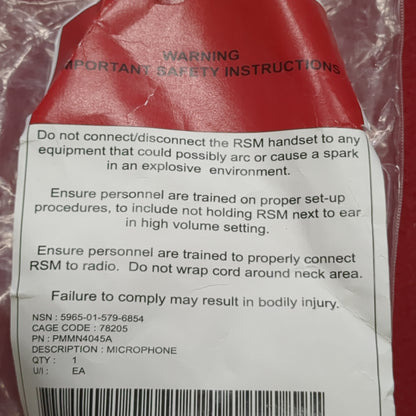 WARNING
IMPORTANT SAFETY INSTRUCTIONS
Do not connect/disconnect the RSM handset to any
equipment that could possibly arc or cause a spark
in an explosive environment.
Ensure personnel are trained on proper set-up
procedures, to include not holding RSM next to ear
in high volume setting.
Ensure personnel are trained to properly connect
RSM to radio. Do not wrap cord around neck area.
Failure to comply may result in bodily injury.
NSN : 5965-01-579-6854
CAGE CODE : 78205
PN : PMMN4045A
DESCRIPTION : MICROPHONE
QTY : 1
U/I : EA